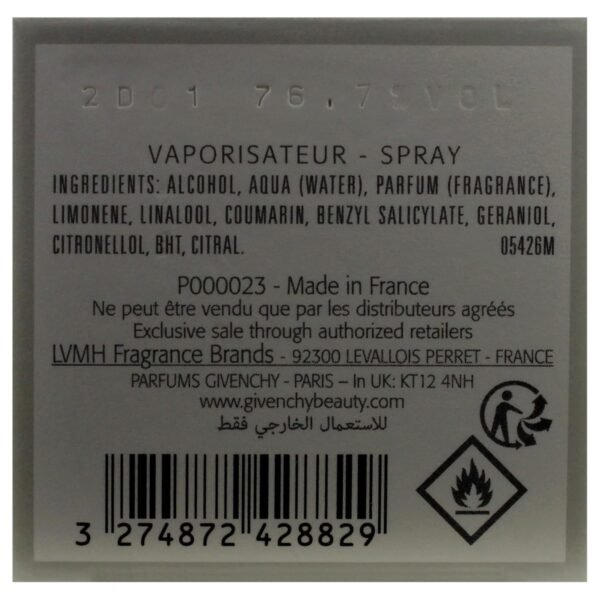 VAPORISATEUR - SPRAY
INGREDIENTS: ALCOHOL, AQUA (WATER), PARFUM (FRAGRANCE),
LIMONENE, LINALOOL, COUMARIN, BENZYL SALICYLATE, GERANIOL,
CITRONELLOL, BHT, CITRAL. 05426M
P000023 - Made in France
Ne peut être vendu que par les distributeurs agréés
Exclusive sale through authorized retailers
LVMH Fragrance Brands - 92300 LEVALLOIS PERRET - FRANCE
PARFUMS GIVENCHY - PARIS – In UK: KT12 4NH
www.givenchybeauty.com
للاستعمال الخارجي فقط
3 274872 428829